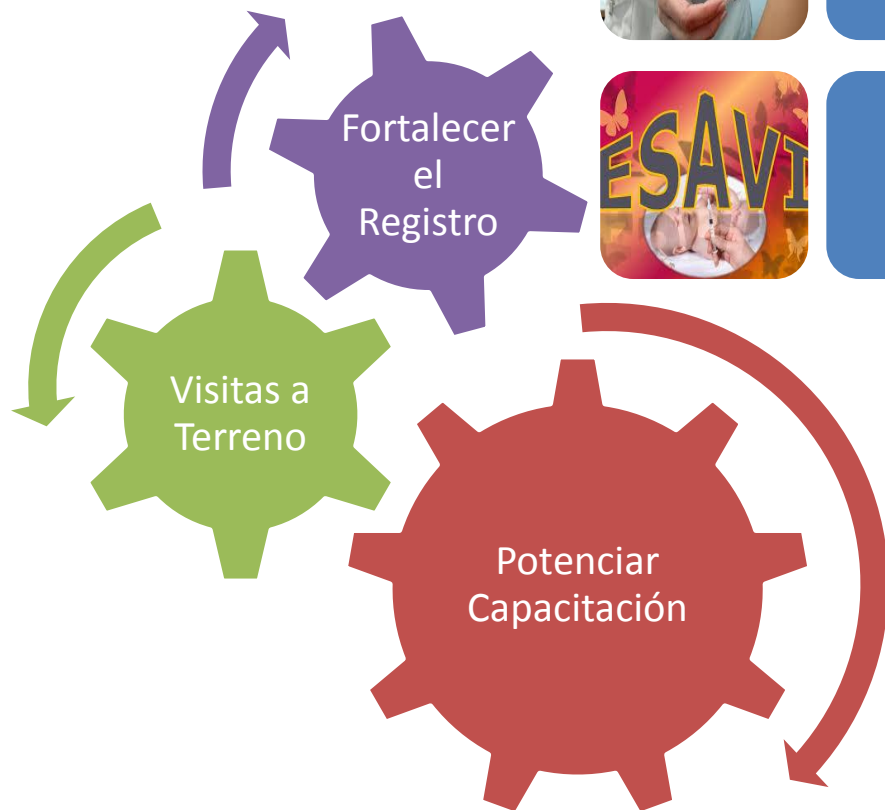 Fortalecer
el
Registro
ESAVI
Visitas a
Terreno
Potenciar
Capacitación